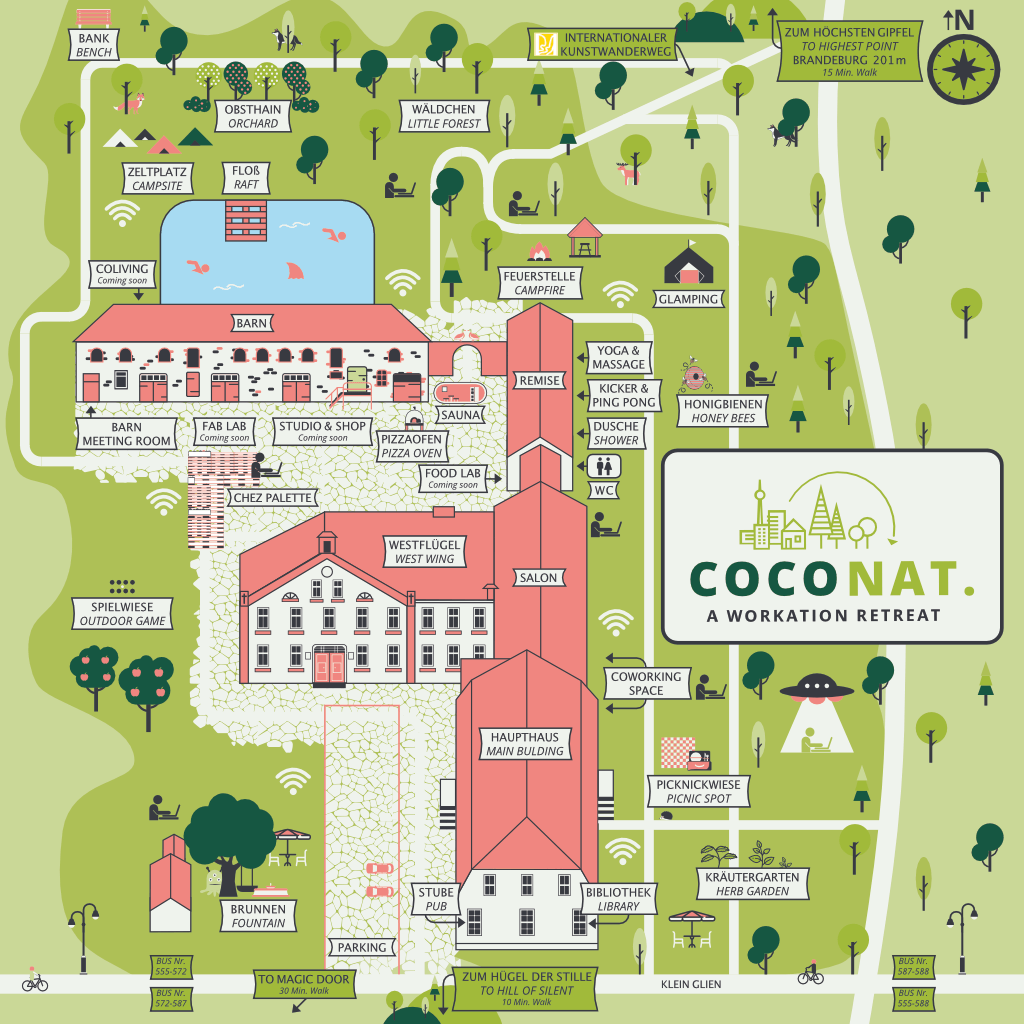 BANK
BENCH
INTERNATIONALER
KUNSTWANDERWEG
ZUM HÖCHSTEN GIPFEL
TO HIGHEST POINT
BRANDEBURG 201m
15 Min. Walk
N
OBSTHAIN
ORCHARD
WÄLDCHEN
LITTLE FOREST
ZELTPLATZ
CAMPSITE
FLOß
RAFT
COLIVING
Coming soon
FEUERSTELLE
CAMPFIRE
GLAMPING
BARN
REMISE
YOGA &
MASSAGE
KICKER &
PING PONG
DUSCHE
SHOWER
WC
HONIGBIENEN
HONEY BEES
SAUNA
BARN
MEETING ROOM
FAB LAB
Coming soon
STUDIO & SHOP
Coming soon
PIZZAOFEN
PIZZA OVEN
FOOD LAB
Coming soon
CHEZ PALETTE
WESTFLÜGEL
WEST WING
SALON
COCONAT.
A WORKATION RETREAT
SPIELWIESE
OUTDOOR GAME
COWORKING
SPACE
HAUPTHAUS
MAIN BULDING
PICKNICKWIESE
PICNIC SPOT
KRÄUTERGARTEN
HERB GARDEN
STUBE
PUB
BIBLIOTHEK
LIBRARY
BRUNNEN
FOUNTAIN
PARKING
BUS Nr.
555-572
BUS Nr.
572-587
TO MAGIC DOOR
30 Min. Walk
ZUM HÜGEL DER STILLE
TO HILL OF SILENT
10 Min. Walk
KLEIN GLIEN
BUS Nr.
587-588
BUS Nr.
555-588